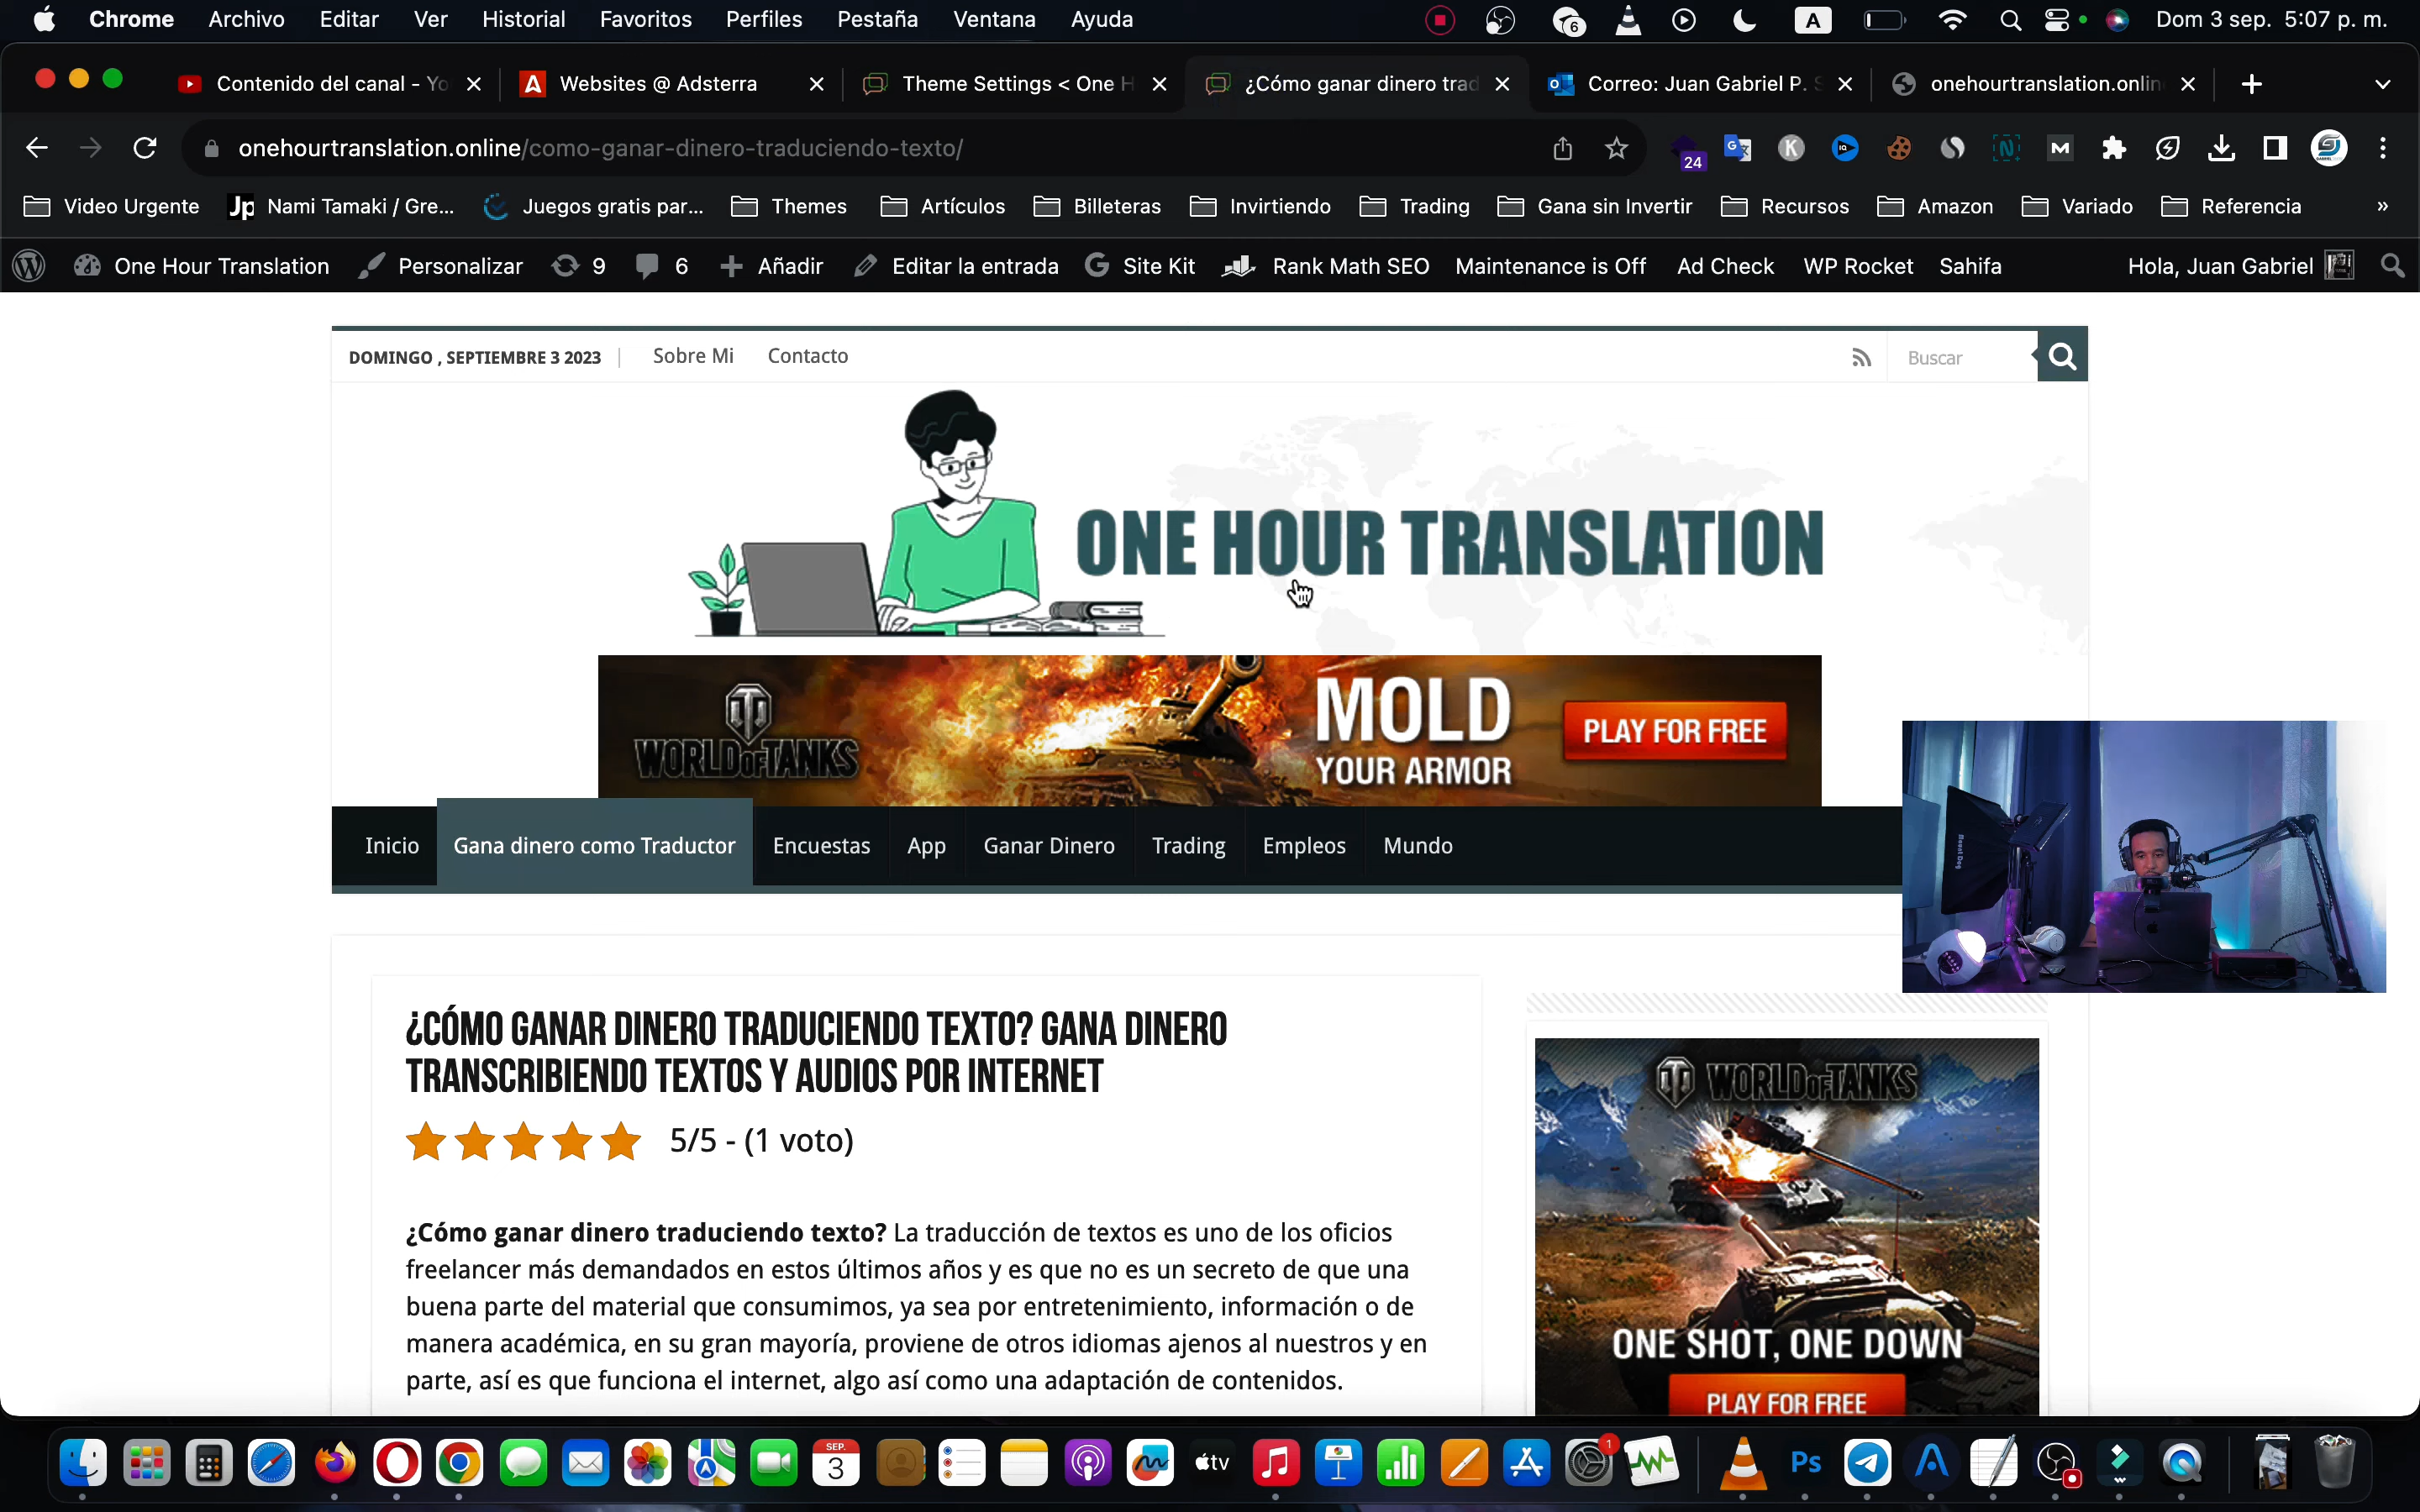 Chrome Archivo Editar Ver Historial Favoritos Perfiles Pestaña Ventana Ayuda 6 A Dom 3 sep. 5:07 p. m.
Contenido del canal - Yo Websites @ Adsterra Theme Settings < One H ¿Cómo ganar dinero trad Correo: Juan Gabriel P. S onehourtranslation.onlin
onehourtranslation.online/como-ganar-dinero-traduciendo-texto/ 24 K IQ N M
Video Urgente Jp Nami Tamaki / Gre... Juegos gratis par... Themes Artículos Billeteras Invirtiendo Trading Gana sin Invertir Recursos Amazon Variado Referencia »
One Hour Translation Personalizar 9 6 Añadir Editar la entrada Site Kit Rank Math SEO Maintenance is Off Ad Check WP Rocket Sahifa Hola, Juan Gabriel
DOMINGO , SEPTIEMBRE 3 2023 Sobre Mi Contacto Buscar
ONE HOUR TRANSLATION
WORLD OF TANKS MOLD YOUR ARMOR PLAY FOR FREE
Inicio Gana dinero como Traductor Encuestas App Ganar Dinero Trading Empleos Mundo
¿CÓMO GANAR DINERO TRADUCIENDO TEXTO? GANA DINERO
TRANSCRIBIENDO TEXTOS Y AUDIOS POR INTERNET
5/5 - (1 voto)
¿Cómo ganar dinero traduciendo texto? La traducción de textos es uno de los oficios
freelancer más demandados en estos últimos años y es que no es un secreto de que una
buena parte del material que consumimos, ya sea por entretenimiento, información o de
manera académica, en su gran mayoría, proviene de otros idiomas ajenos al nuestros y en
parte, así es que funciona el internet, algo así como una adaptación de contenidos.
WORLD OF TANKS
ONE SHOT, ONE DOWN
PLAY FOR FREE
SEP. 3 tv 1 Ps